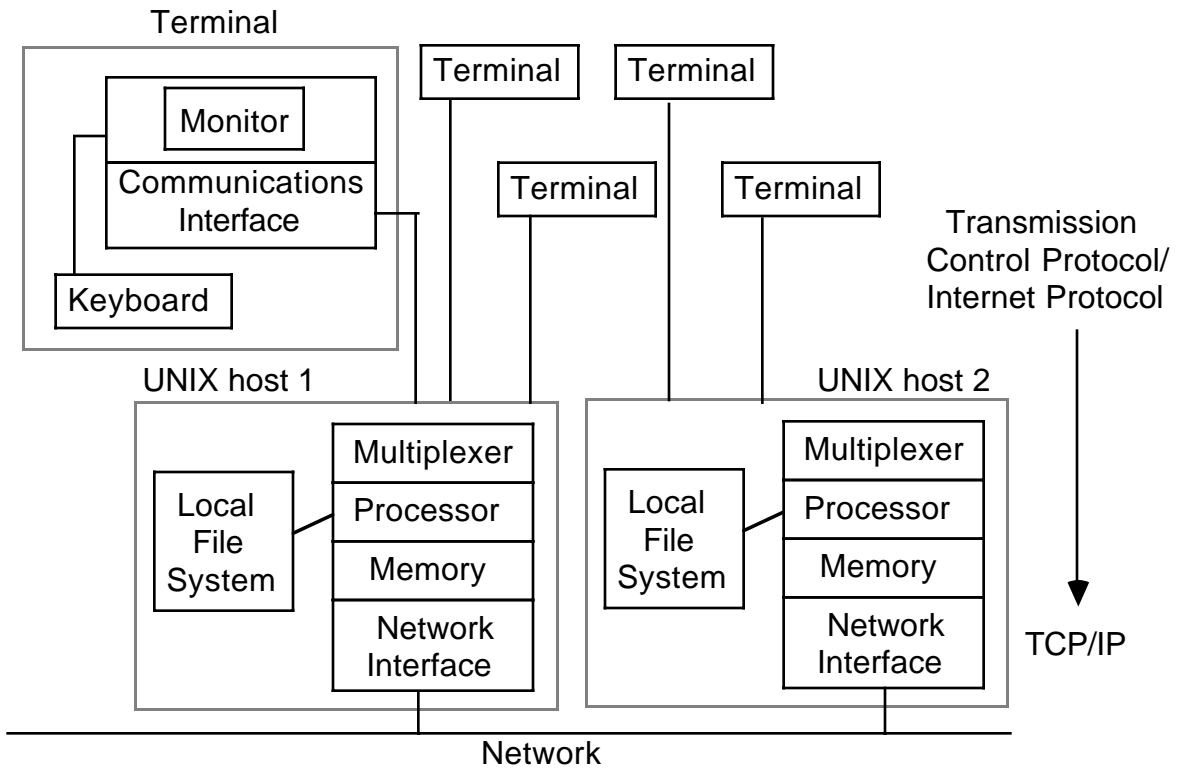 Terminal
Monitor
Communications
Interface
Keyboard
Terminal
Terminal
Terminal
Terminal
Transmission
Control Protocol/
Internet Protocol
TCP/IP
UNIX host 1
Local
File
System
Multiplexer
Processor
Memory
Network
Interface
UNIX host 2
Local
File
System
Multiplexer
Processor
Memory
Network
Interface
Network